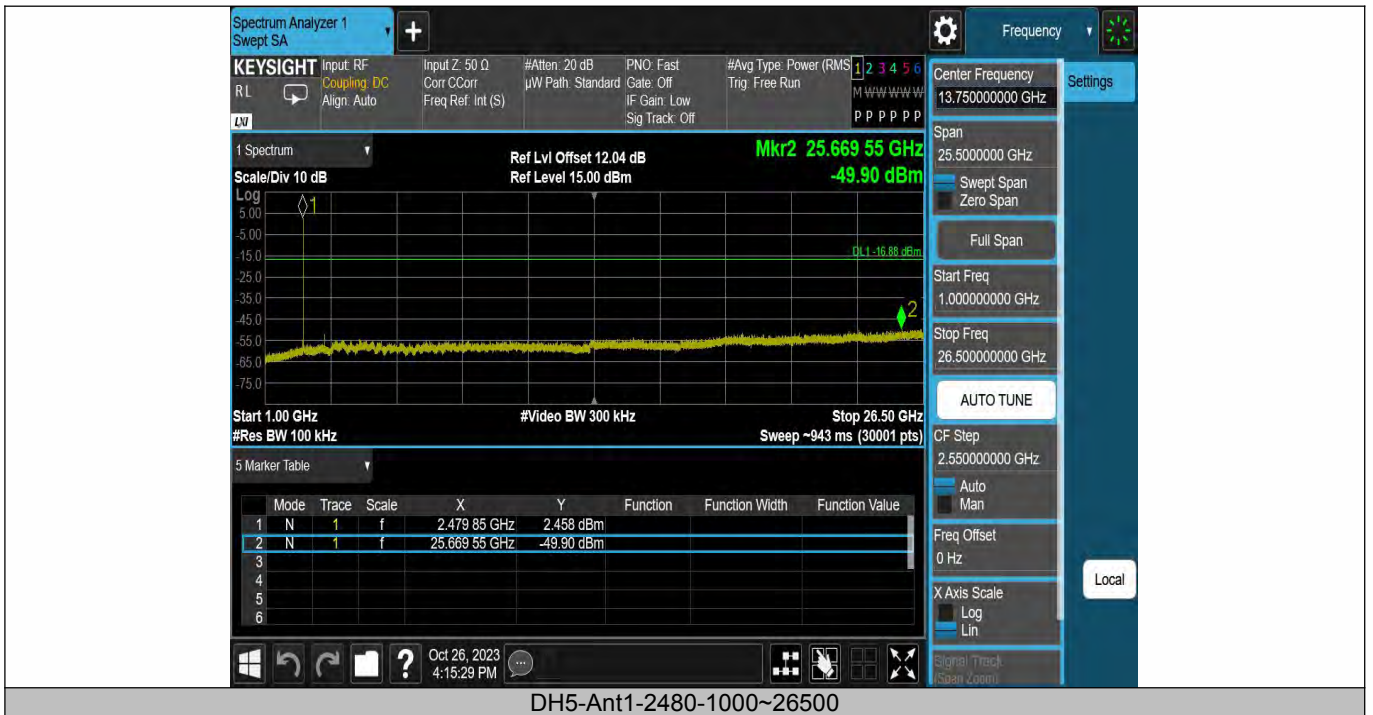 Spectrum Analyzer 1
Swept SA
+
Frequency
KEYSIGHT
RL
LXI
Input: RF
Coupling: DC
Align: Auto
Input Z: 50 Ω
Corr CCorr
Freq Ref: Int (S)
#Atten: 20 dB
µW Path: Standard
PNO: Fast
Gate: Off
IF Gain: Low
Sig Track: Off
#Avg Type: Power (RMS
Trig: Free Run
1 2 3 4 5 6
M W W W W W
P P P P P P
1 Spectrum
Scale/Div 10 dB
Ref Lvl Offset 12.04 dB
Ref Level 15.00 dBm
Mkr2 25.669 55 GHz
-49.90 dBm
Log
5.00
-5.00
-15.0
-25.0
-35.0
-45.0
-55.0
-65.0
-75.0
1
DL1 -16.88 dBm
2
Start 1.00 GHz
#Video BW 300 kHz
Stop 26.50 GHz
#Res BW 100 kHz
Sweep ~943 ms (30001 pts)
5 Marker Table
Mode Trace Scale X Y Function Function Width Function Value
1 N 1 f 2.479 85 GHz 2.458 dBm
2 N 1 f 25.669 55 GHz -49.90 dBm
3
4
5
6
?
Oct 26, 2023
4:15:29 PM
Center Frequency
13.750000000 GHz
Settings
Span
25.5000000 GHz
Swept Span
Zero Span
Full Span
Start Freq
1.000000000 GHz
Stop Freq
26.500000000 GHz
AUTO TUNE
CF Step
2.550000000 GHz
Auto
Man
Freq Offset
0 Hz
X Axis Scale
Log
Lin
Signal Track
(Span Zoom)
Local
DH5-Ant1-2480-1000~26500